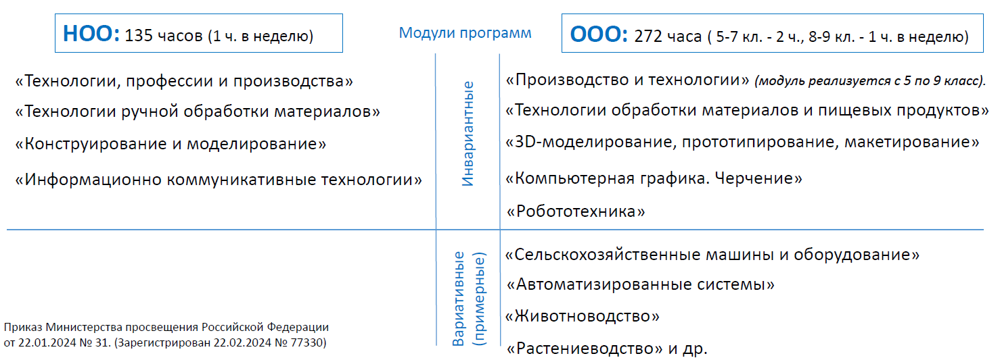 НОО: 135 часов (1 ч. в неделю)
Модули программ
ООО: 272 часа ( 5-7 кл. - 2 ч., 8-9 кл. - 1 ч. в неделю)
«Технологии, профессии и производства»
«Технологии ручной обработки материалов»
«Конструирование и моделирование»
«Информационно коммуникативные технологии»
Инвариантные
«Производство и технологии» (модуль реализуется с 5 по 9 класс).
«Технологии обработки материалов и пищевых продуктов»
«3D-моделирование, прототипирование, макетирование»
«Компьютерная графика. Черчение»
«Робототехника»
Вариативные
(примерные)
«Сельскохозяйственные машины и оборудование»
«Автоматизированные системы»
«Животноводство»
«Растениеводство» и др.
Приказ Министерства просвещения Российской Федерации
от 22.01.2024 № 31. (Зарегистрирован 22.02.2024 № 77330)